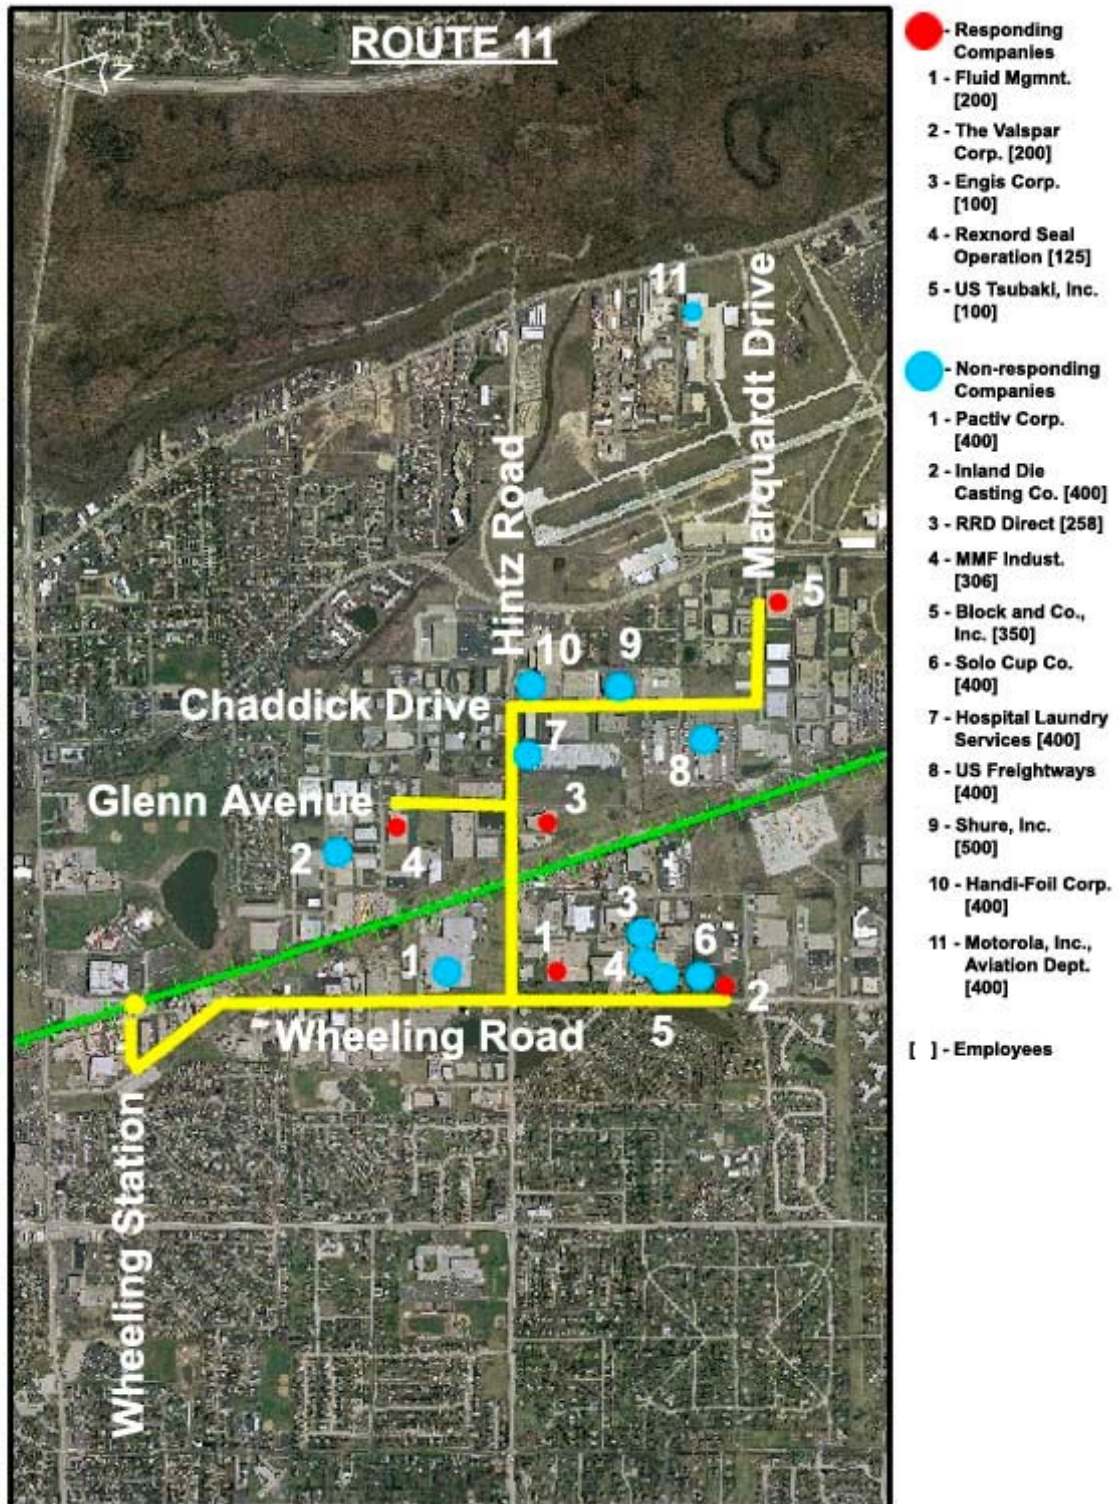 ROUTE 11
N
11
Marquardt Drive
Hintz Road
5
10
9
Chaddick Drive
7
8
Glenn Avenue
3
2
4
3
6
1
1
4
2
Wheeling Road
5
Wheeling Station
- Responding
Companies
1 - Fluid Mgmnt.
[200]
2 - The Valspar
Corp. [200]
3 - Engis Corp.
[100]
4 - Rexnord Seal
Operation [125]
5 - US Tsubaki, Inc.
[100]
- Non-responding
Companies
1 - Pactiv Corp.
[400]
2 - Inland Die
Casting Co. [400]
3 - RRD Direct [258]
4 - MMF Indust.
[306]
5 - Block and Co.,
Inc. [350]
6 - Solo Cup Co.
[400]
7 - Hospital Laundry
Services [400]
8 - US Freightways
[400]
9 - Shure, Inc.
[500]
10 - Handi-Foil Corp.
[400]
11 - Motorola, Inc.,
Aviation Dept.
[400]
[ ] - Employees